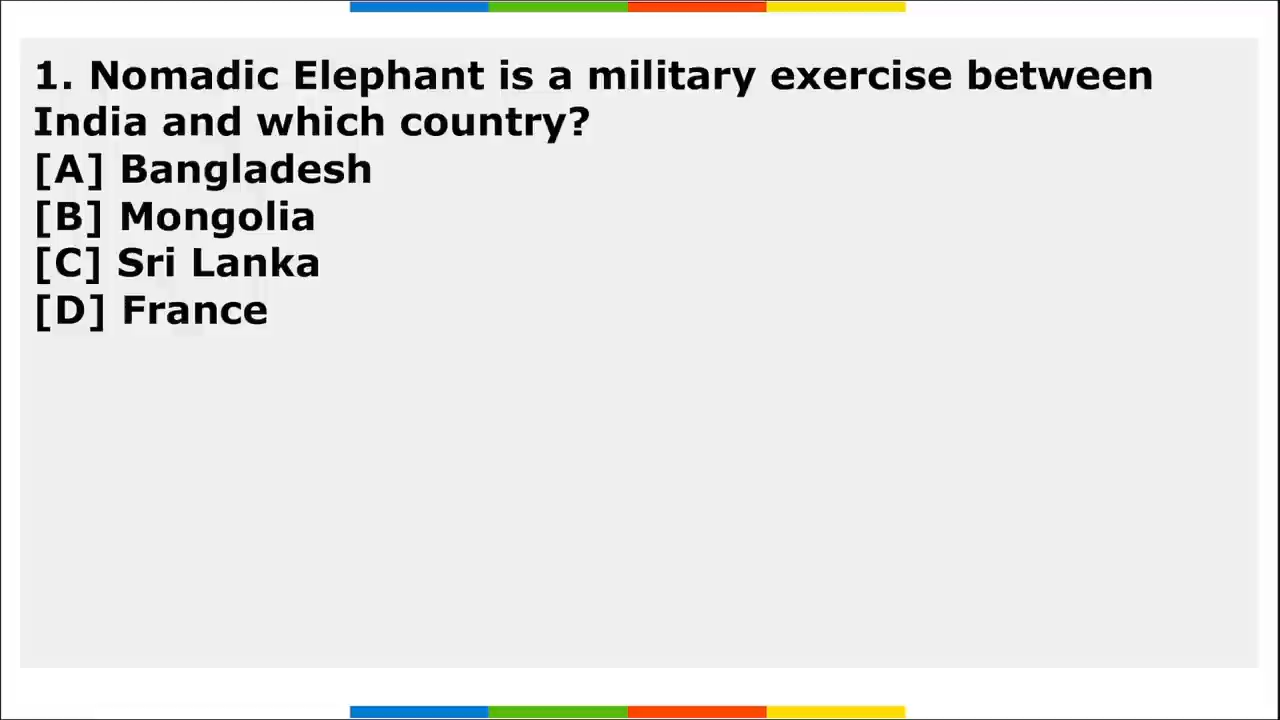 1. Nomadic Elephant is a military exercise between
India and which country?
[A] Bangladesh
[B] Mongolia
[C] Sri Lanka
[D] France